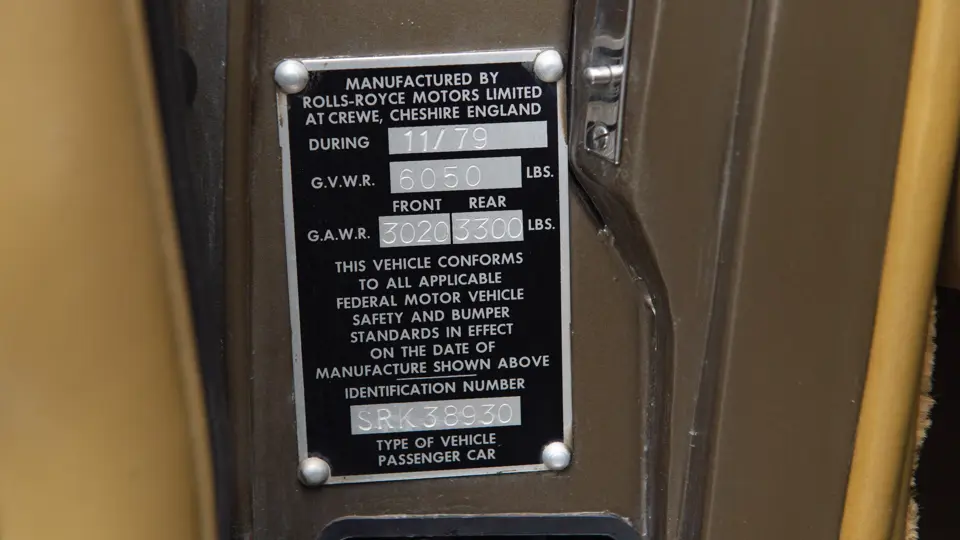 MANUFACTURED BY
ROLLS-ROYCE MOTORS LIMITED
AT CREWE, CHESHIRE ENGLAND
DURING 11/79
G.V.W.R. 6050 LBS.
FRONT REAR
G.A.W.R. 3020 3300 LBS.
THIS VEHICLE CONFORMS
TO ALL APPLICABLE
FEDERAL MOTOR VEHICLE
SAFETY AND BUMPER
STANDARDS IN EFFECT
ON THE DATE OF
MANUFACTURE SHOWN ABOVE
IDENTIFICATION NUMBER
SRK38930
TYPE OF VEHICLE
PASSENGER CAR